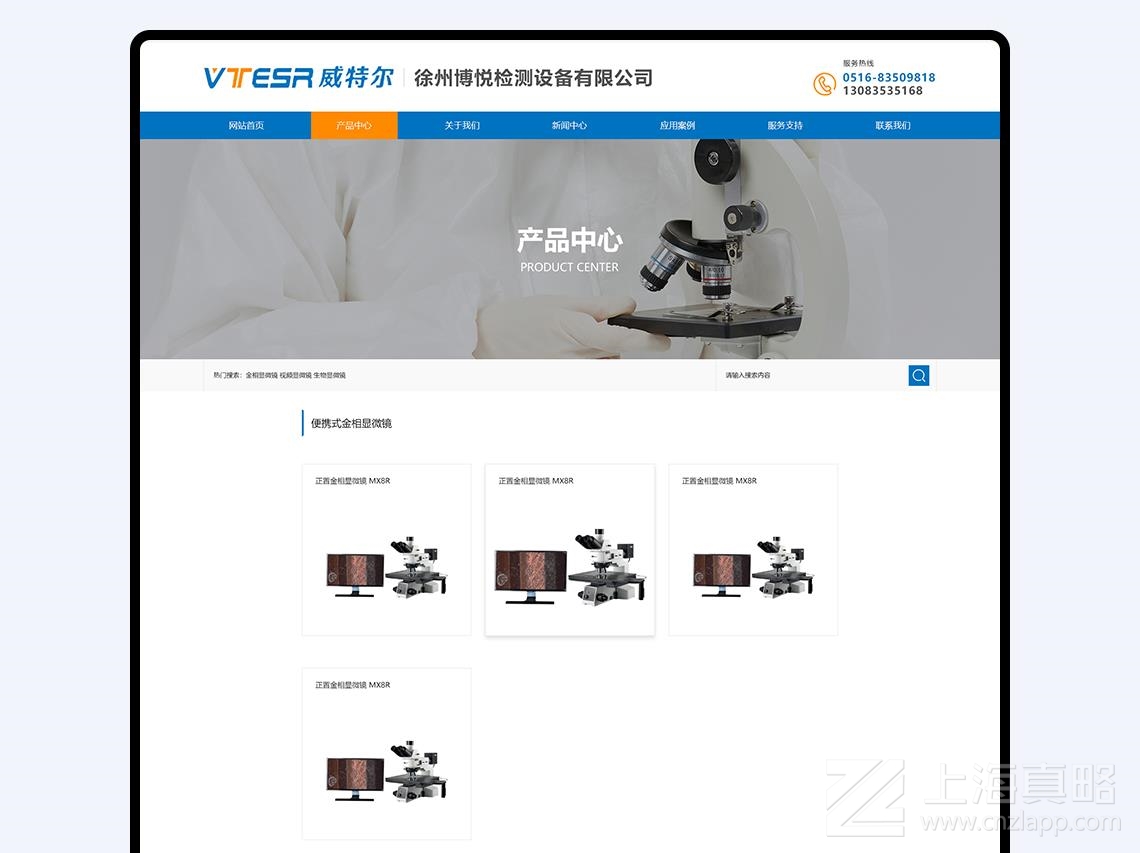 VTESR 威特尔 徐州博悦检测设备有限公司
服务热线
0516-83509818
13083535168
网站首页 产品中心 关于我们 新闻中心 应用案例 服务支持 联系我们
产品中心
PRODUCT CENTER
热门搜索: 金相显微镜 视频显微镜 生物显微镜 请输入搜索内容
便携式金相显微镜
正置金相显微镜 MX8R 正置金相显微镜 MX8R 正置金相显微镜 MX8R
正置金相显微镜 MX8R
上海真略
www.cnzlapp.com